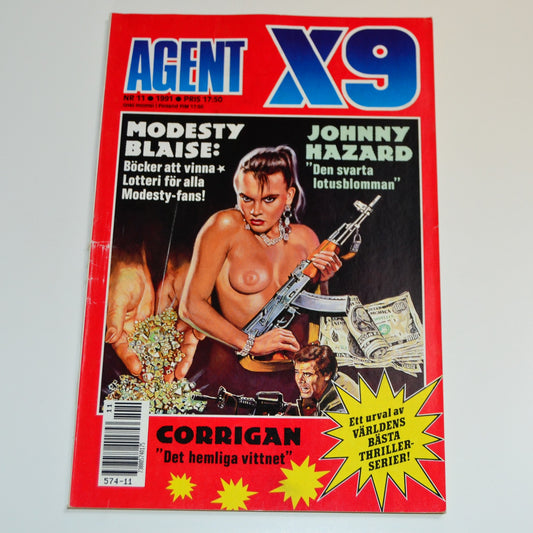 AGENT X9
NR 11 • 1991 • PRIS 17:50
MODESTY
BLAISE:
Böcker att vinna ★
Lotteri för alla
Modesty-fans!
JOHNNY
HAZARD
"Den svarta
lotusblomman"
CORRIGAN
"Det hemliga vittnet"
Ett urval av
VÄRLDENS
BÄSTA
THRILLER-
SERIER!
11
574-11